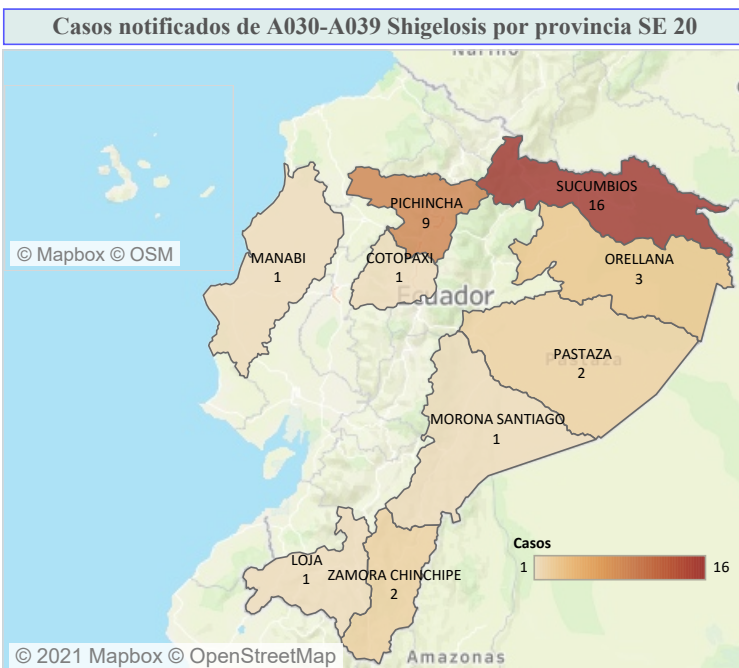 Casos notificados de A030-A039 Shigelosis por provincia SE 20
Nariño
SUCUMBIOS
16
PICHINCHA
9
© Mapbox © OSM
MANABI
1
COTOPAXI
1
ORELLANA
3
Ecuador
PASTAZA
Pastaza
2
MORONA SANTIAGO
1
Casos
1
16
LOJA
1
ZAMORA CHINCHIPE
2
© 2021 Mapbox © OpenStreetMap
Amazonas